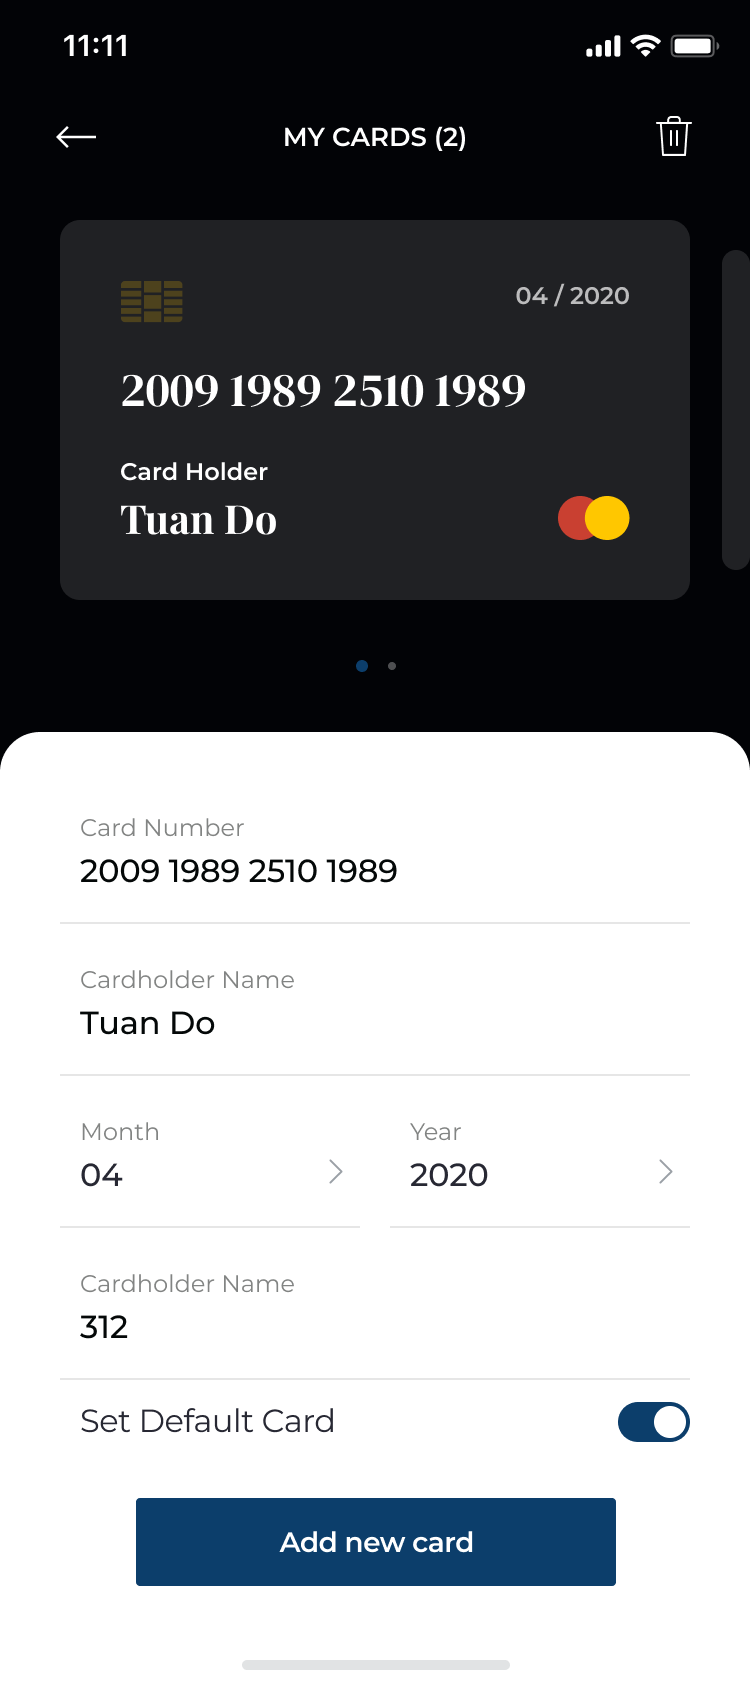 11:11
MY CARDS (2)
04 / 2020
2009 1989 2510 1989
Card Holder
Tuan Do
Card Number
2009 1989 2510 1989
Cardholder Name
Tuan Do
Month
04
Year
2020
Cardholder Name
312
Set Default Card
Add new card